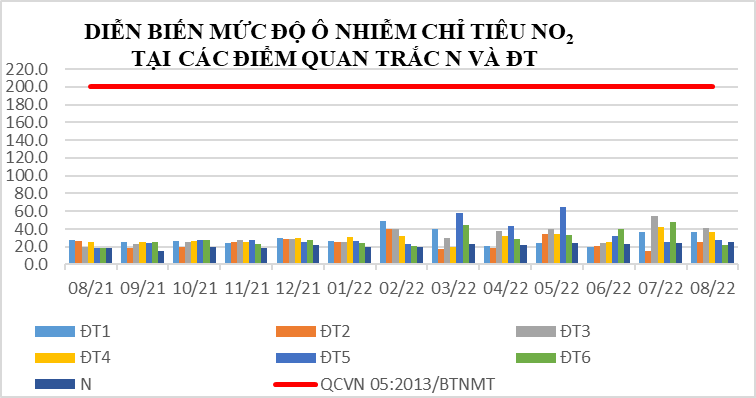 DIỄN BIẾN MỨC ĐỘ Ô NHIỄM CHỈ TIÊU NO₂
TẠI CÁC ĐIỂM QUAN TRẮC N VÀ ĐT
220.0
200.0
180.0
160.0
140.0
120.0
100.0
80.0
60.0
40.0
20.0
0.0
08/21 09/21 10/21 11/21 12/21 01/22 02/22 03/22 04/22 05/22 06/22 07/22 08/22
ĐT1 ĐT2 ĐT3
ĐT4 ĐT5 ĐT6
N QCVN 05:2013/BTNMT